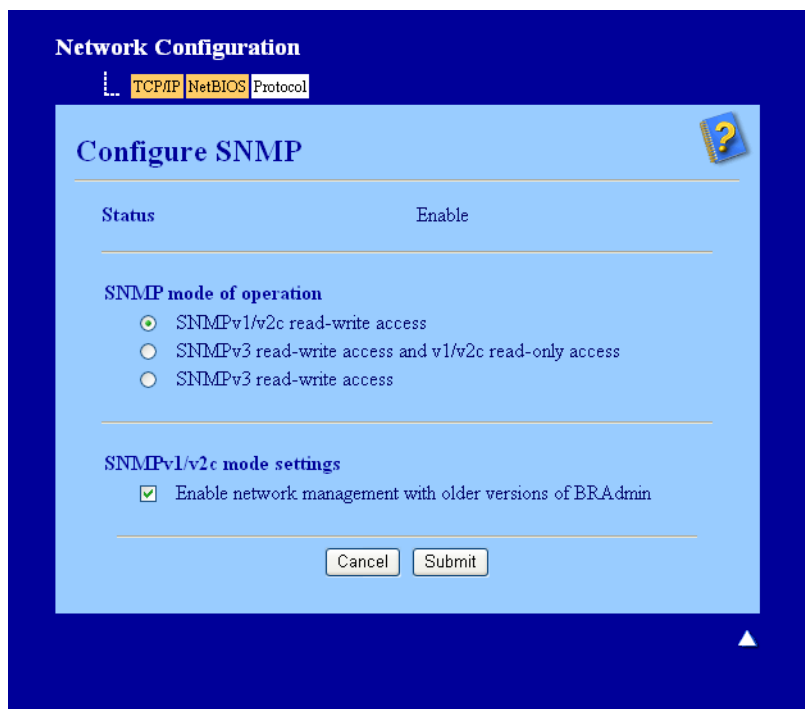 Network Configuration
TCP/IP NetBIOS Protocol
Configure SNMP
?
Status Enable
SNMP mode of operation
SNMPv1/v2c read-write access
SNMPv3 read-write access and v1/v2c read-only access
SNMPv3 read-write access
SNMPv1/v2c mode settings
Enable network management with older versions of BRAdmin
Cancel Submit